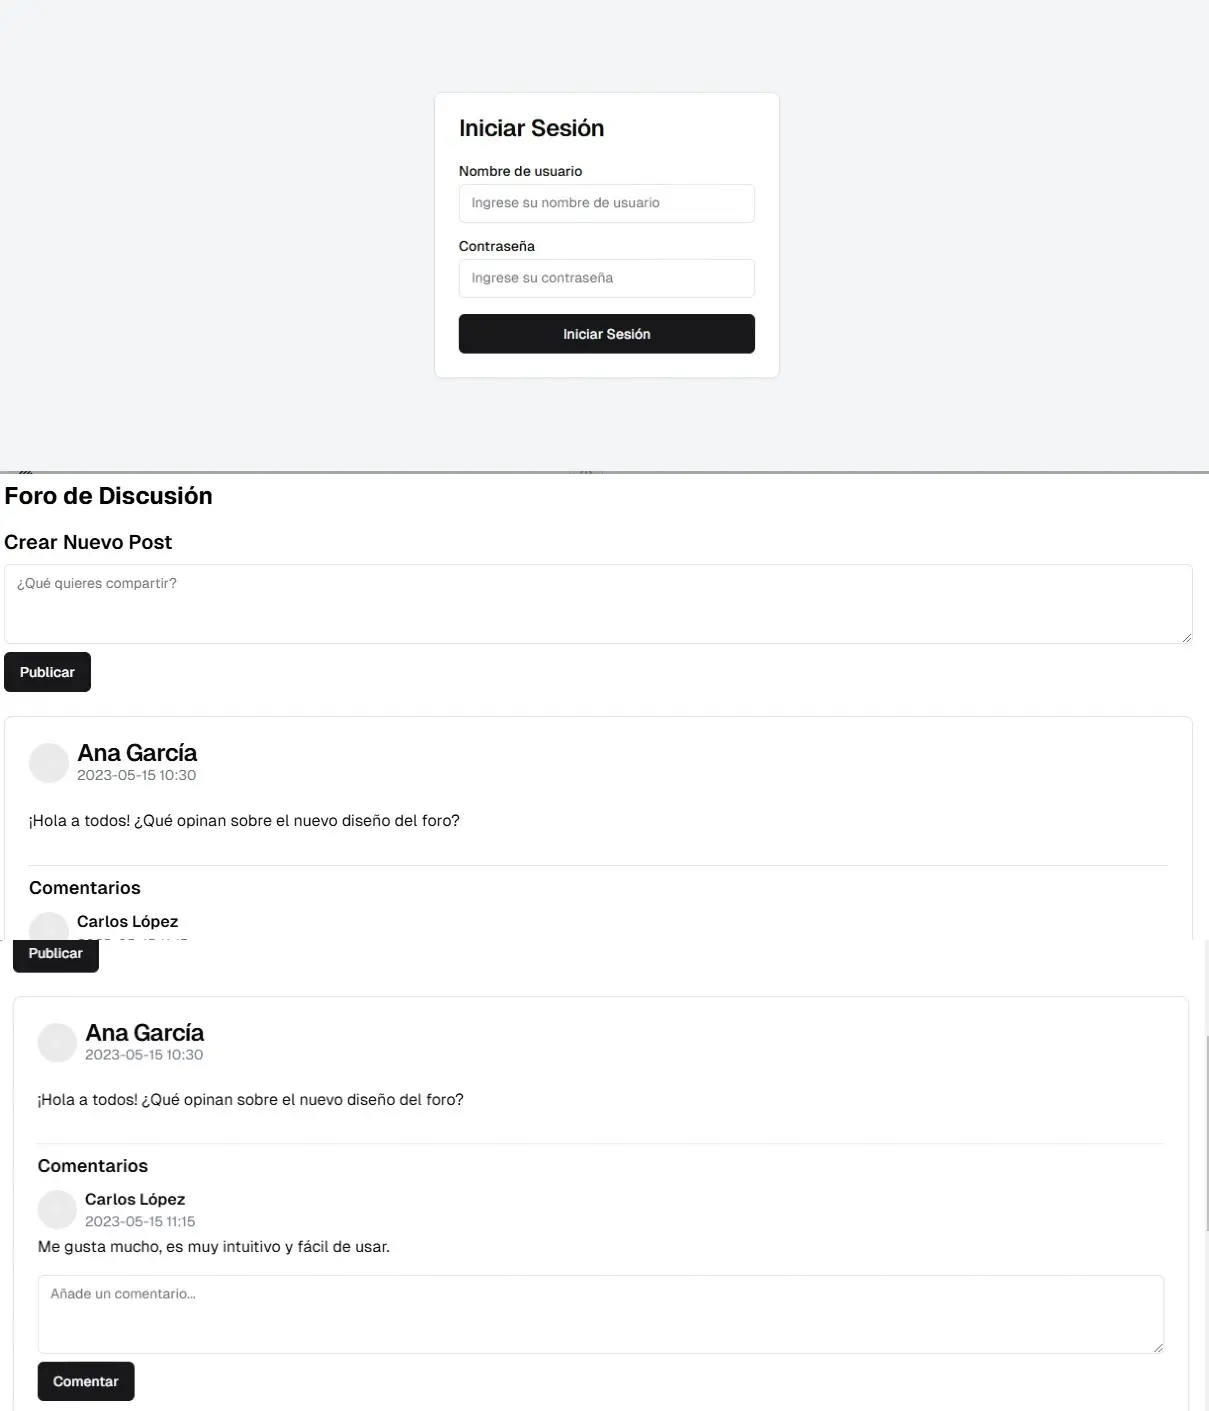 Iniciar Sesión
Nombre de usuario
Ingrese su nombre de usuario
Contraseña
Ingrese su contraseña
Iniciar Sesión
Foro de Discusión
Crear Nuevo Post
¿Qué quieres compartir?
Publicar
Ana García
2023-05-15 10:30
¡Hola a todos! ¿Qué opinan sobre el nuevo diseño del foro?
Comentarios
Carlos López
Publicar
Ana García
2023-05-15 10:30
¡Hola a todos! ¿Qué opinan sobre el nuevo diseño del foro?
Comentarios
Carlos López
2023-05-15 11:15
Me gusta mucho, es muy intuitivo y fácil de usar.
Añade un comentario...
Comentar